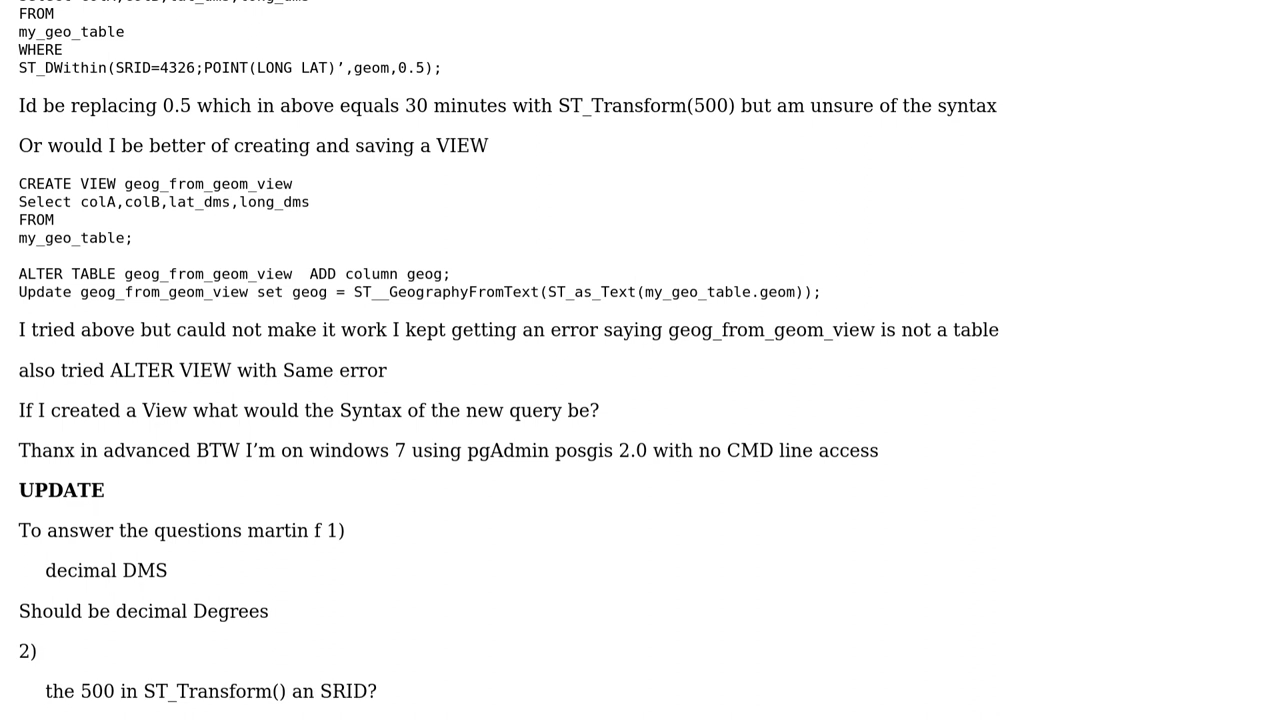 Select colA,colB,lat_dms,long_dms
FROM
my_geo_table
WHERE
ST_DWithin(SRID=4326;POINT(LONG LAT)’,geom,0.5);
Id be replacing 0.5 which in above equals 30 minutes with ST_Transform(500) but am unsure of the syntax
Or would I be better of creating and saving a VIEW
CREATE VIEW geog_from_geom_view
Select colA,colB,lat_dms,long_dms
FROM
my_geo_table;
ALTER TABLE geog_from_geom_view  ADD column geog;
Update geog_from_geom_view set geog = ST__GeographyFromText(ST_as_Text(my_geo_table.geom));
I tried above but cauld not make it work I kept getting an error saying geog_from_geom_view is not a table
also tried ALTER VIEW with Same error
If I created a View what would the Syntax of the new query be?
Thanx in advanced BTW I’m on windows 7 using pgAdmin posgis 2.0 with no CMD line access
UPDATE
To answer the questions martin f 1)
decimal DMS
Should be decimal Degrees
2)
the 500 in ST_Transform() an SRID?